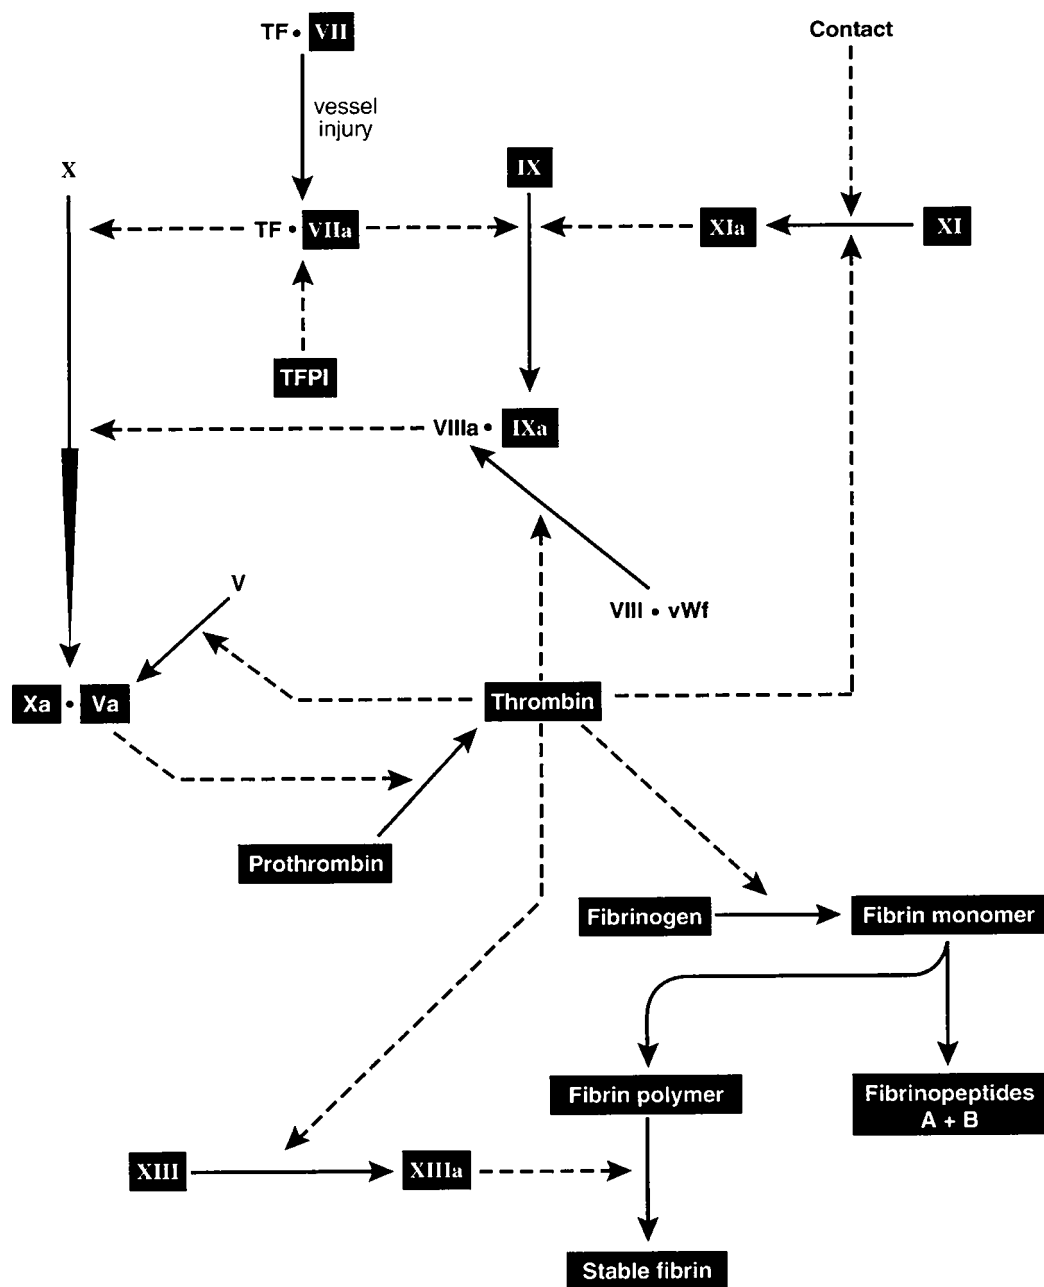 TF • VII
Contact
vessel
injury
X
IX
TF • VIIa
XIa
XI
TFPI
VIIIa • IXa
V
VIII • vWf
Xa • Va
Thrombin
Prothrombin
Fibrinogen
Fibrin monomer
Fibrin polymer
Fibrinopeptides
A + B
XIII
XIIIa
Stable fibrin